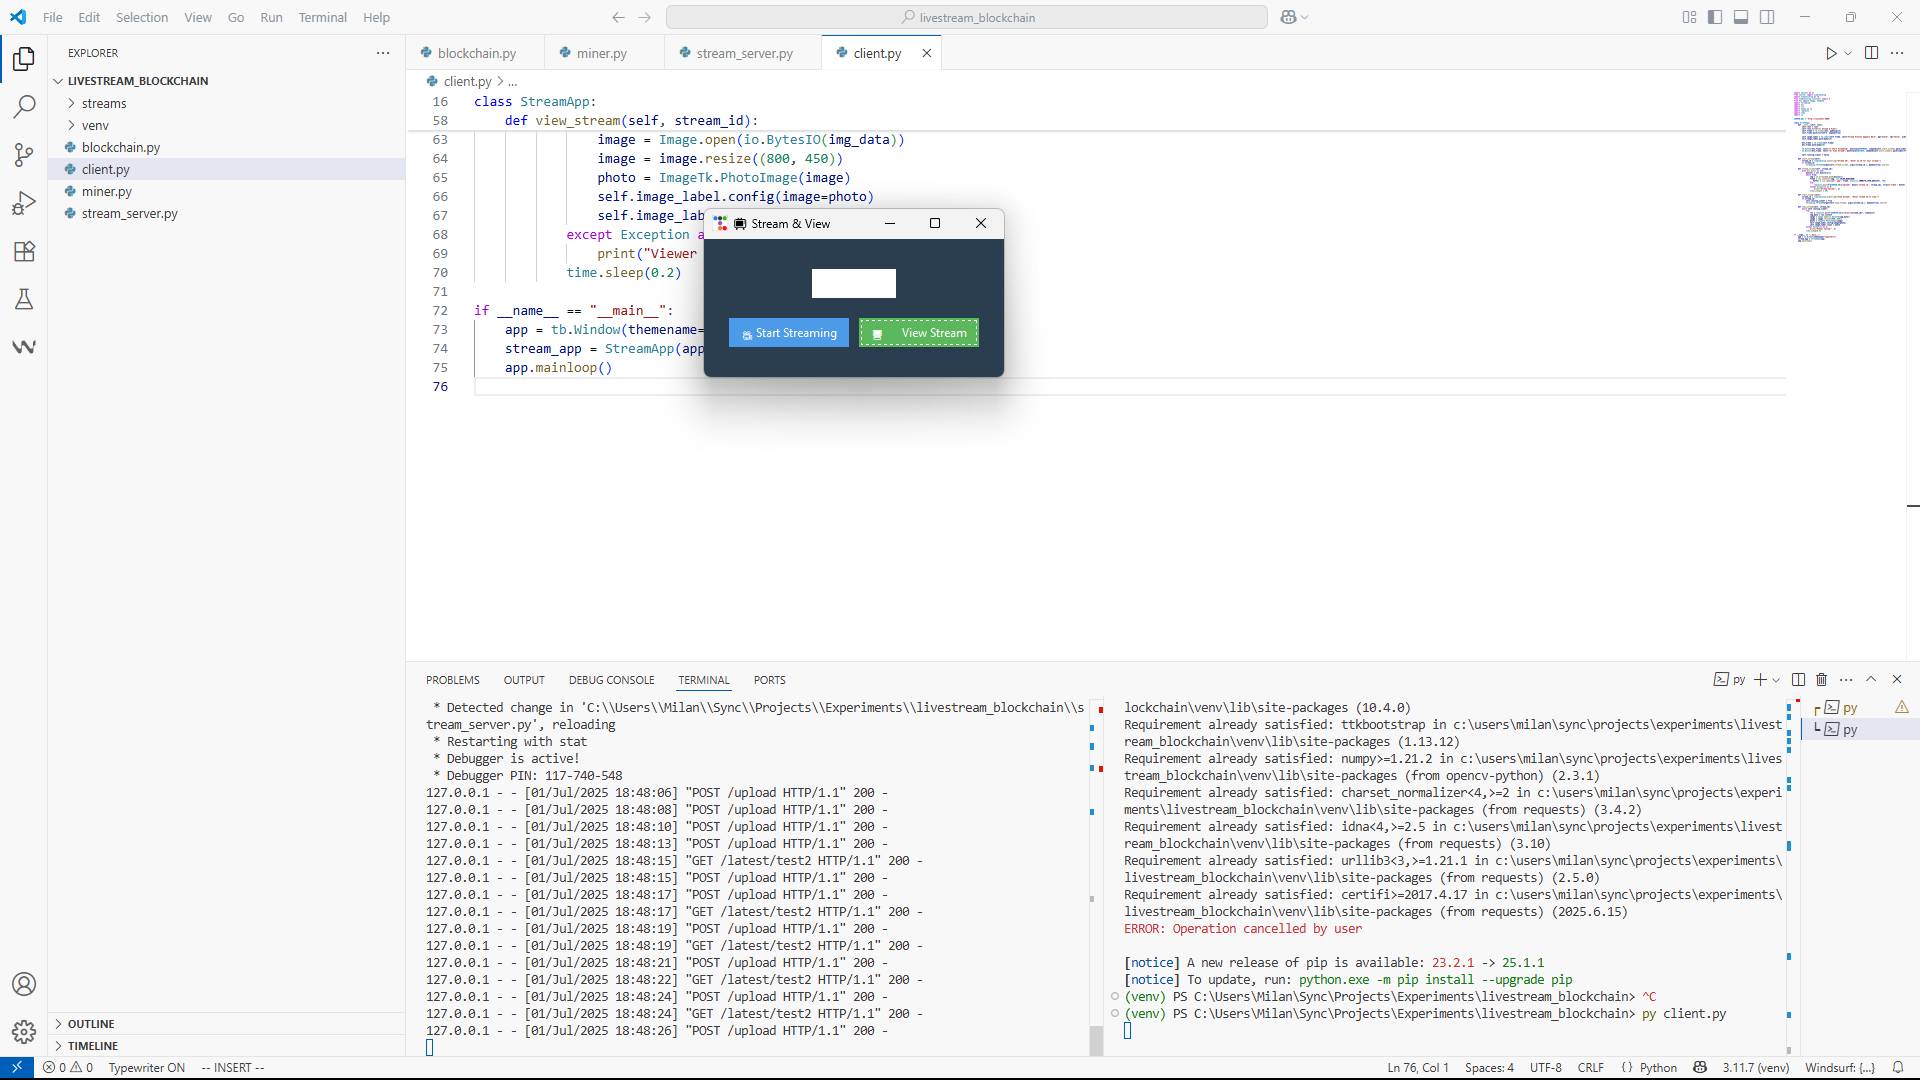 File Edit Selection View Go Run Terminal Help
livestream_blockchain
EXPLORER
LIVESTREAM_BLOCKCHAIN
streams
venv
blockchain.py
client.py
miner.py
stream_server.py
OUTLINE
TIMELINE
blockchain.py miner.py stream_server.py client.py
client.py > ...
16 class StreamApp:
58 def view_stream(self, stream_id):
63 image = Image.open(io.BytesIO(img_data))
64 image = image.resize((800, 450))
65 photo = ImageTk.PhotoImage(image)
66 self.image_label.config(image=photo)
67 self.image_lab
68 except Exception a
69 print("Viewer
70 time.sleep(0.2)
71
72 if __name__ == "__main__":
73 app = tb.Window(themename=
74 stream_app = StreamApp(app
75 app.mainloop()
76
Stream & View
Start Streaming View Stream
PROBLEMS OUTPUT DEBUG CONSOLE TERMINAL PORTS
py
* Detected change in 'C:\\Users\\Milan\\Sync\\Projects\\Experiments\\livestream_blockchain\\s
tream_server.py', reloading
* Restarting with stat
* Debugger is active!
* Debugger PIN: 117-740-548
127.0.0.1 - - [01/Jul/2025 18:48:06] "POST /upload HTTP/1.1" 200 -
127.0.0.1 - - [01/Jul/2025 18:48:08] "POST /upload HTTP/1.1" 200 -
127.0.0.1 - - [01/Jul/2025 18:48:10] "POST /upload HTTP/1.1" 200 -
127.0.0.1 - - [01/Jul/2025 18:48:13] "POST /upload HTTP/1.1" 200 -
127.0.0.1 - - [01/Jul/2025 18:48:15] "GET /latest/test2 HTTP/1.1" 200 -
127.0.0.1 - - [01/Jul/2025 18:48:15] "POST /upload HTTP/1.1" 200 -
127.0.0.1 - - [01/Jul/2025 18:48:17] "POST /upload HTTP/1.1" 200 -
127.0.0.1 - - [01/Jul/2025 18:48:17] "GET /latest/test2 HTTP/1.1" 200 -
127.0.0.1 - - [01/Jul/2025 18:48:19] "POST /upload HTTP/1.1" 200 -
127.0.0.1 - - [01/Jul/2025 18:48:19] "GET /latest/test2 HTTP/1.1" 200 -
127.0.0.1 - - [01/Jul/2025 18:48:21] "POST /upload HTTP/1.1" 200 -
127.0.0.1 - - [01/Jul/2025 18:48:22] "GET /latest/test2 HTTP/1.1" 200 -
127.0.0.1 - - [01/Jul/2025 18:48:24] "POST /upload HTTP/1.1" 200 -
127.0.0.1 - - [01/Jul/2025 18:48:24] "GET /latest/test2 HTTP/1.1" 200 -
127.0.0.1 - - [01/Jul/2025 18:48:26] "POST /upload HTTP/1.1" 200 -
lockchain\venv\lib\site-packages (10.4.0)
Requirement already satisfied: ttkbootstrap in c:\users\milan\sync\projects\experiments\livest
ream_blockchain\venv\lib\site-packages (1.13.12)
Requirement already satisfied: numpy>=1.21.2 in c:\users\milan\sync\projects\experiments\lives
tream_blockchain\venv\lib\site-packages (from opencv-python) (2.3.1)
Requirement already satisfied: charset_normalizer<4,>=2 in c:\users\milan\sync\projects\experi
ments\livestream_blockchain\venv\lib\site-packages (from requests) (3.4.2)
Requirement already satisfied: idna<4,>=2.5 in c:\users\milan\sync\projects\experiments\livest
ream_blockchain\venv\lib\site-packages (from requests) (3.10)
Requirement already satisfied: urllib3<3,>=1.21.1 in c:\users\milan\sync\projects\experiments\
livestream_blockchain\venv\lib\site-packages (from requests) (2.5.0)
Requirement already satisfied: certifi>=2017.4.17 in c:\users\milan\sync\projects\experiments\
livestream_blockchain\venv\lib\site-packages (from requests) (2025.6.15)
ERROR: Operation cancelled by user
[notice] A new release of pip is available: 23.2.1 -> 25.1.1
[notice] To update, run: python.exe -m pip install --upgrade pip
(venv) PS C:\Users\Milan\Sync\Projects\Experiments\livestream_blockchain> ^C
(venv) PS C:\Users\Milan\Sync\Projects\Experiments\livestream_blockchain> py client.py
py
py
0 0 Typewriter ON -- INSERT -- Ln 76, Col 1 Spaces: 4 UTF-8 CRLF {} Python 3.11.7 (venv) Windsurf: {...}